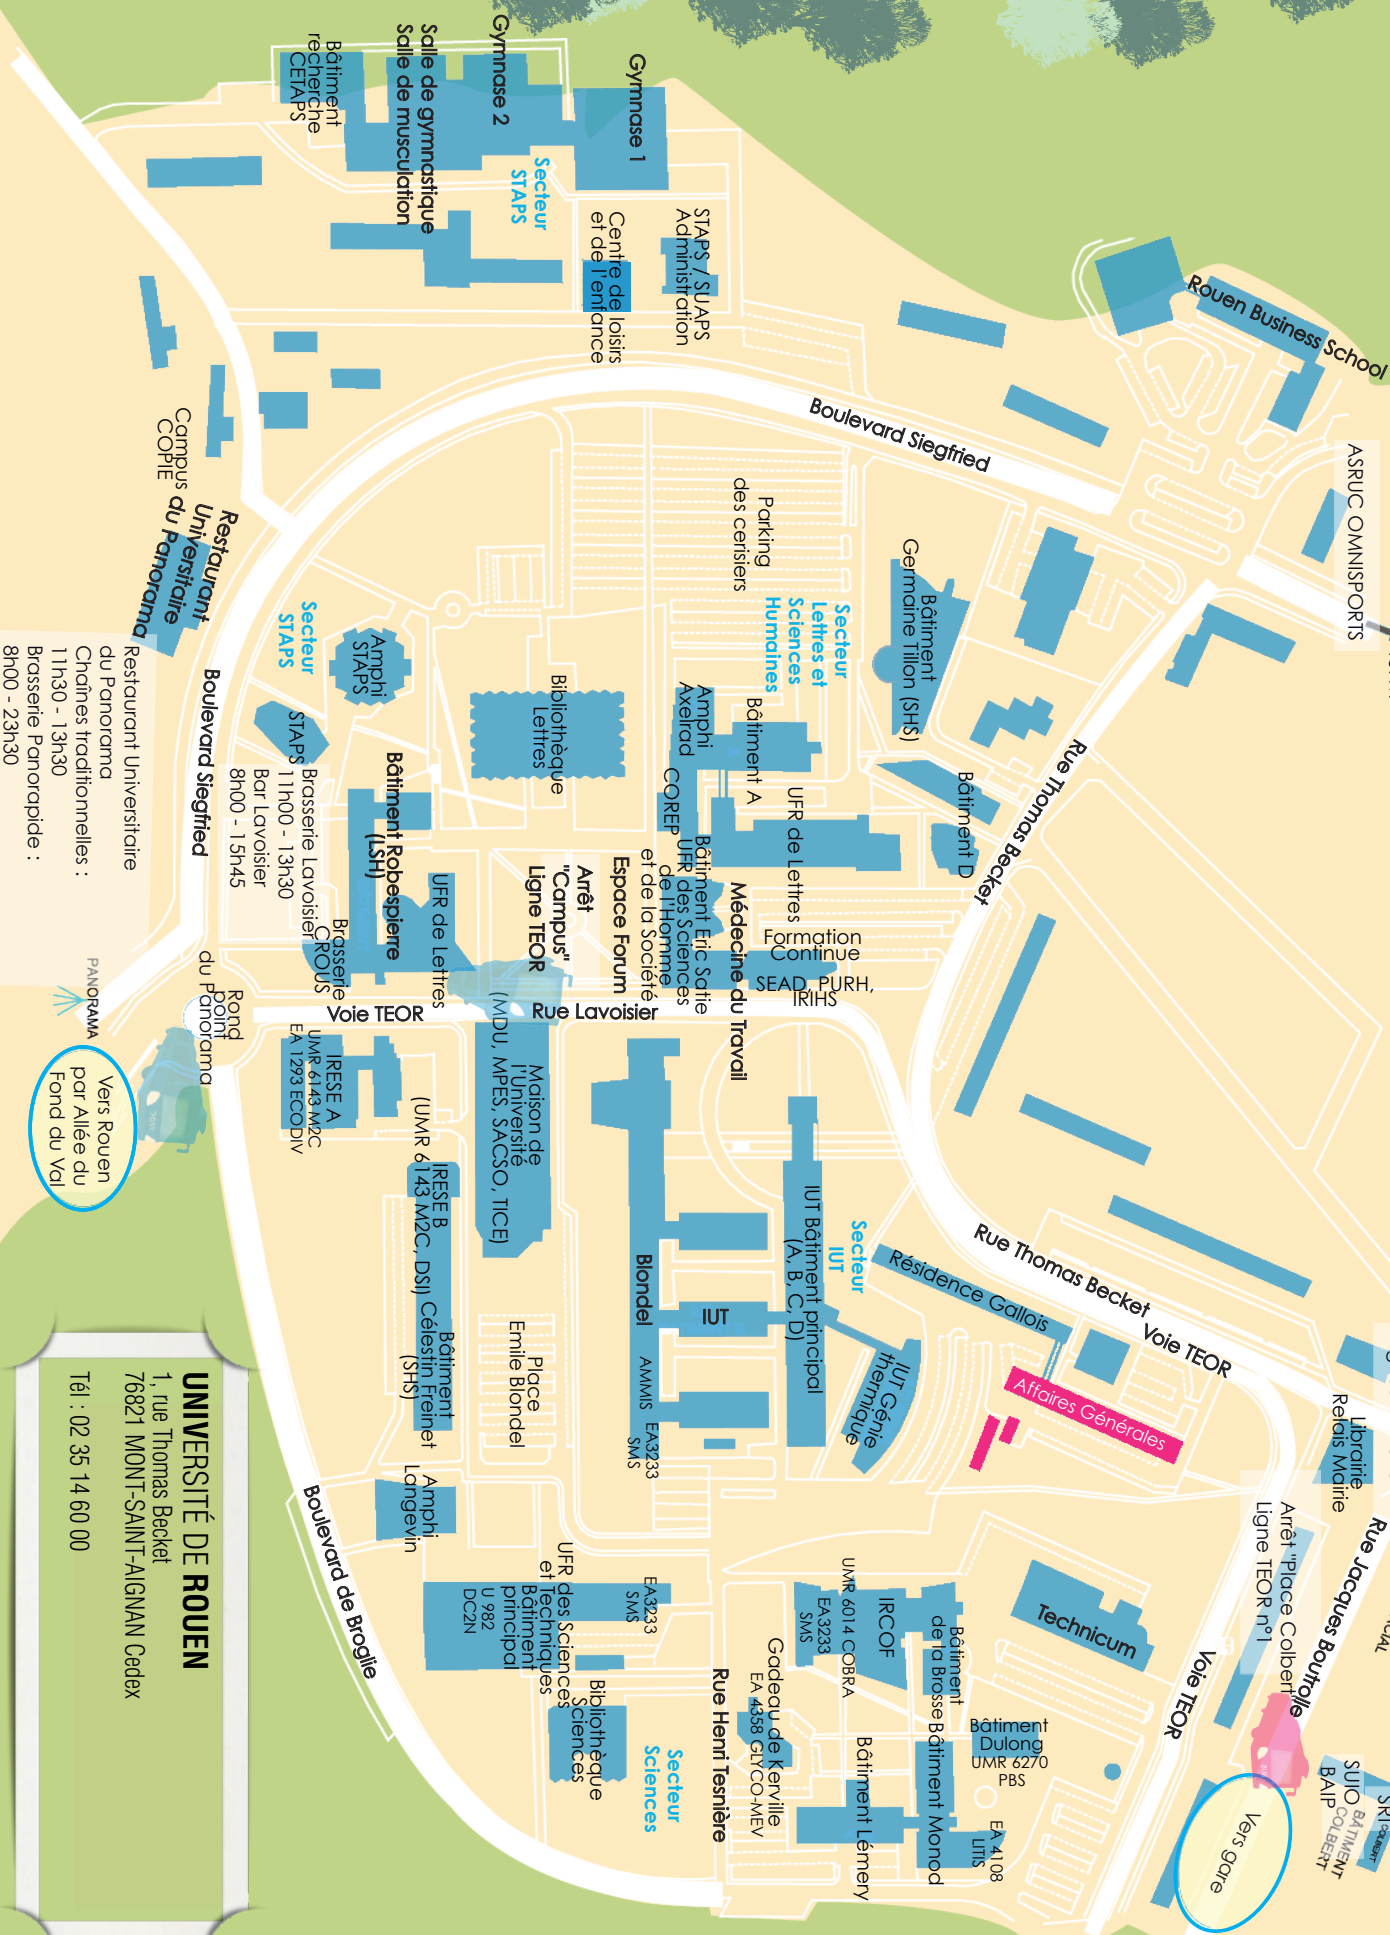 Rouen Business School
ASRUC OMNISPORTS
Gymnase 1
Gymnase 2
Salle de gymnastique
Salle de musculation
Bâtiment
recherche
CETAPS
Secteur
STAPS
STAPS / SUAPS
Administration
Centre de loisirs
et de l'enfance
Boulevard Siegfried
Campus
COPIE
Restaurant
Universitaire
du Panorama
Parking
des cerisiers
Bâtiment
Germaine Tillon (SHS)
Secteur
Lettres et
Sciences
Humaines
Secteur
STAPS
Amphi
STAPS
STAPS
Bibliothèque
Lettres
Amphi
Axelrad
Bâtiment A
COREP
UFR de Lettres
Bâtiment D
Rue Thomas Becket
Boulevard Siegfried
Restaurant Universitaire
du Panorama
Chaînes traditionnelles :
11h30 - 13h30
Brasserie Panorapide :
8h00 - 23h30
Brasserie Lavoisier
11h00 - 13h30
Bar Lavoisier
8h00 - 15h45
Bâtiment Robespierre
(LSH)
UFR de Lettres
Brasserie
CROUS
Arrêt
"Campus"
Ligne TEOR
Espace Forum
Bâtiment Eric Satie
UFR des Sciences
de l'Homme
et de la Société
Médecine du Travail
Formation
Continue
SEAD, PURH,
IRIHS
Rue Lavoisier
Voie TEOR
Rond
point
du Panorama
PANORAMA
Vers Rouen
par Allée du
Fond du Val
IRESE A
UMR 6143 M2C
EA 1293 ECODIV
Maison de
l'Université
(MDU, MPES, SACSO, TICE)
IRESE B
(UMR 6143 M2C, DSI)
Bâtiment
Célestin Freinet
(SHS)
Place
Emile Blondel
Blondel
IUT
AMMIS
EA3233
SMS
IUT Bâtiment principal
(A, B, C, D)
Secteur
IUT
IUT Génie
thermique
Résidence Gallois
Rue Thomas Becket
Voie TEOR
Affaires Générales
Librairie
Relais Mairie
Arrêt "Place Colbert"
Ligne TEOR n°1
Rue Jacques Boutrolle
Voie TEOR
Technicum
Amphi
Langevin
Boulevard de Broglie
UFR des Sciences
et Techniques
Bâtiment
principal
U 982
DC2N
EA3233
SMS
Bibliothèque
Sciences
Secteur
Sciences
Rue Henri Tesnière
Gadeau de Kerville
EA 4358 GLYCO-MEV
UMR 6014 COBRA
EA3233
SMS
IRCOF
Bâtiment
de la Brosse
Bâtiment Monod
Bâtiment Lémery
Bâtiment
Dulong
UMR 6270
PBS
EA 4108
LITIS
Vers gare
SUIO
BAIP
BÂTIMENT
COLBERT
UNIVERSITÉ DE ROUEN
1, rue Thomas Becket
76821 MONT-SAINT-AIGNAN Cedex
Tél : 02 35 14 60 00